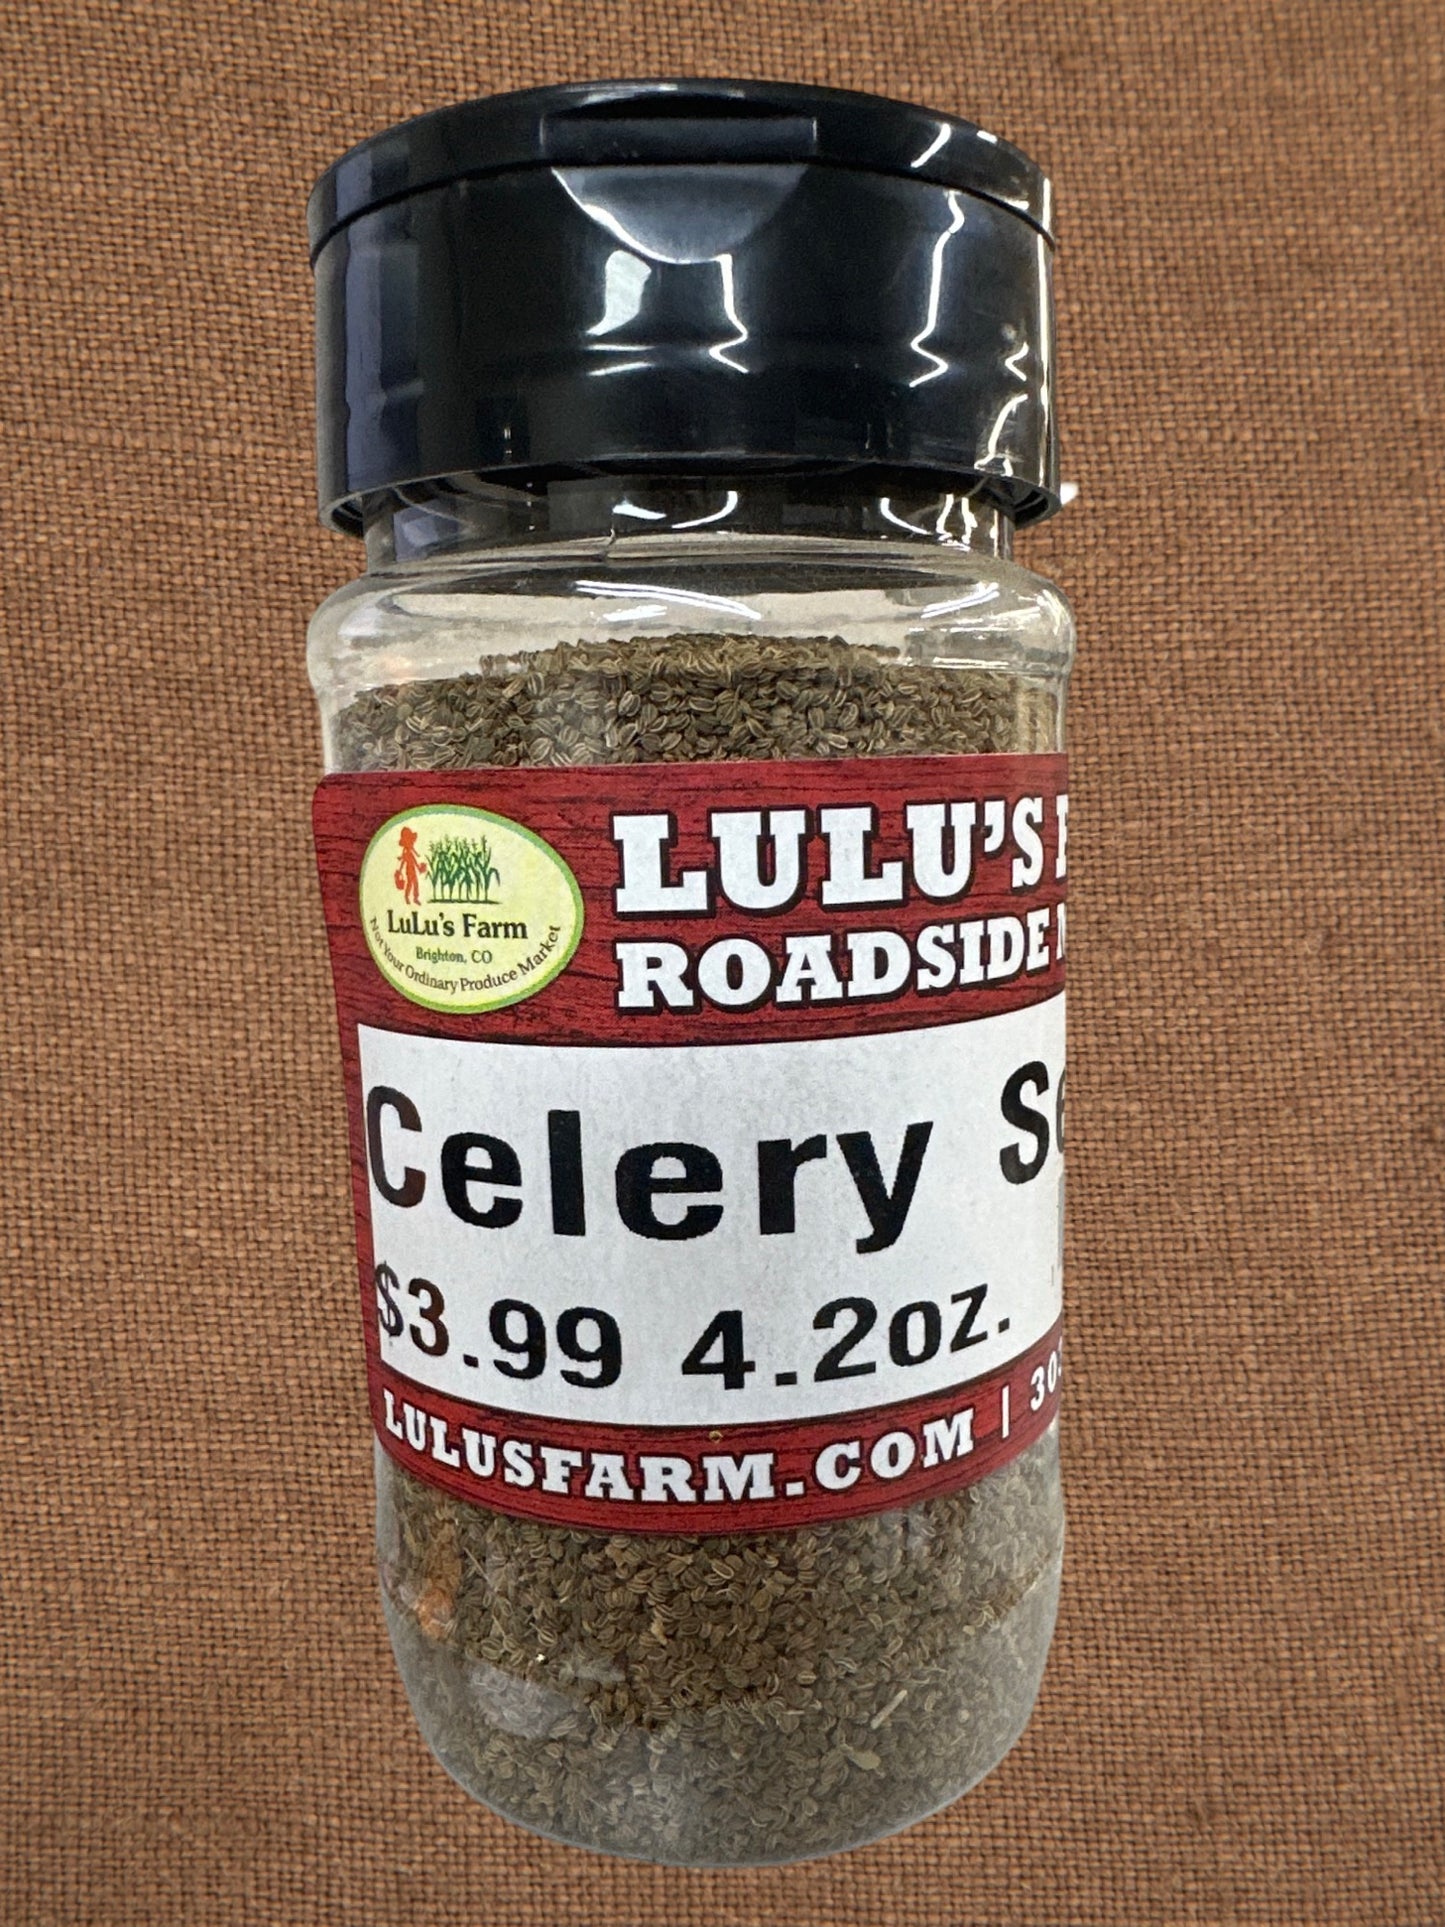 LuLu's Farm
Brighton, CO
Not Your Ordinary Produce Market
LULU'S
ROADSIDE
Celery
$3.99 4.2oz.
LULUSFARM.COM |